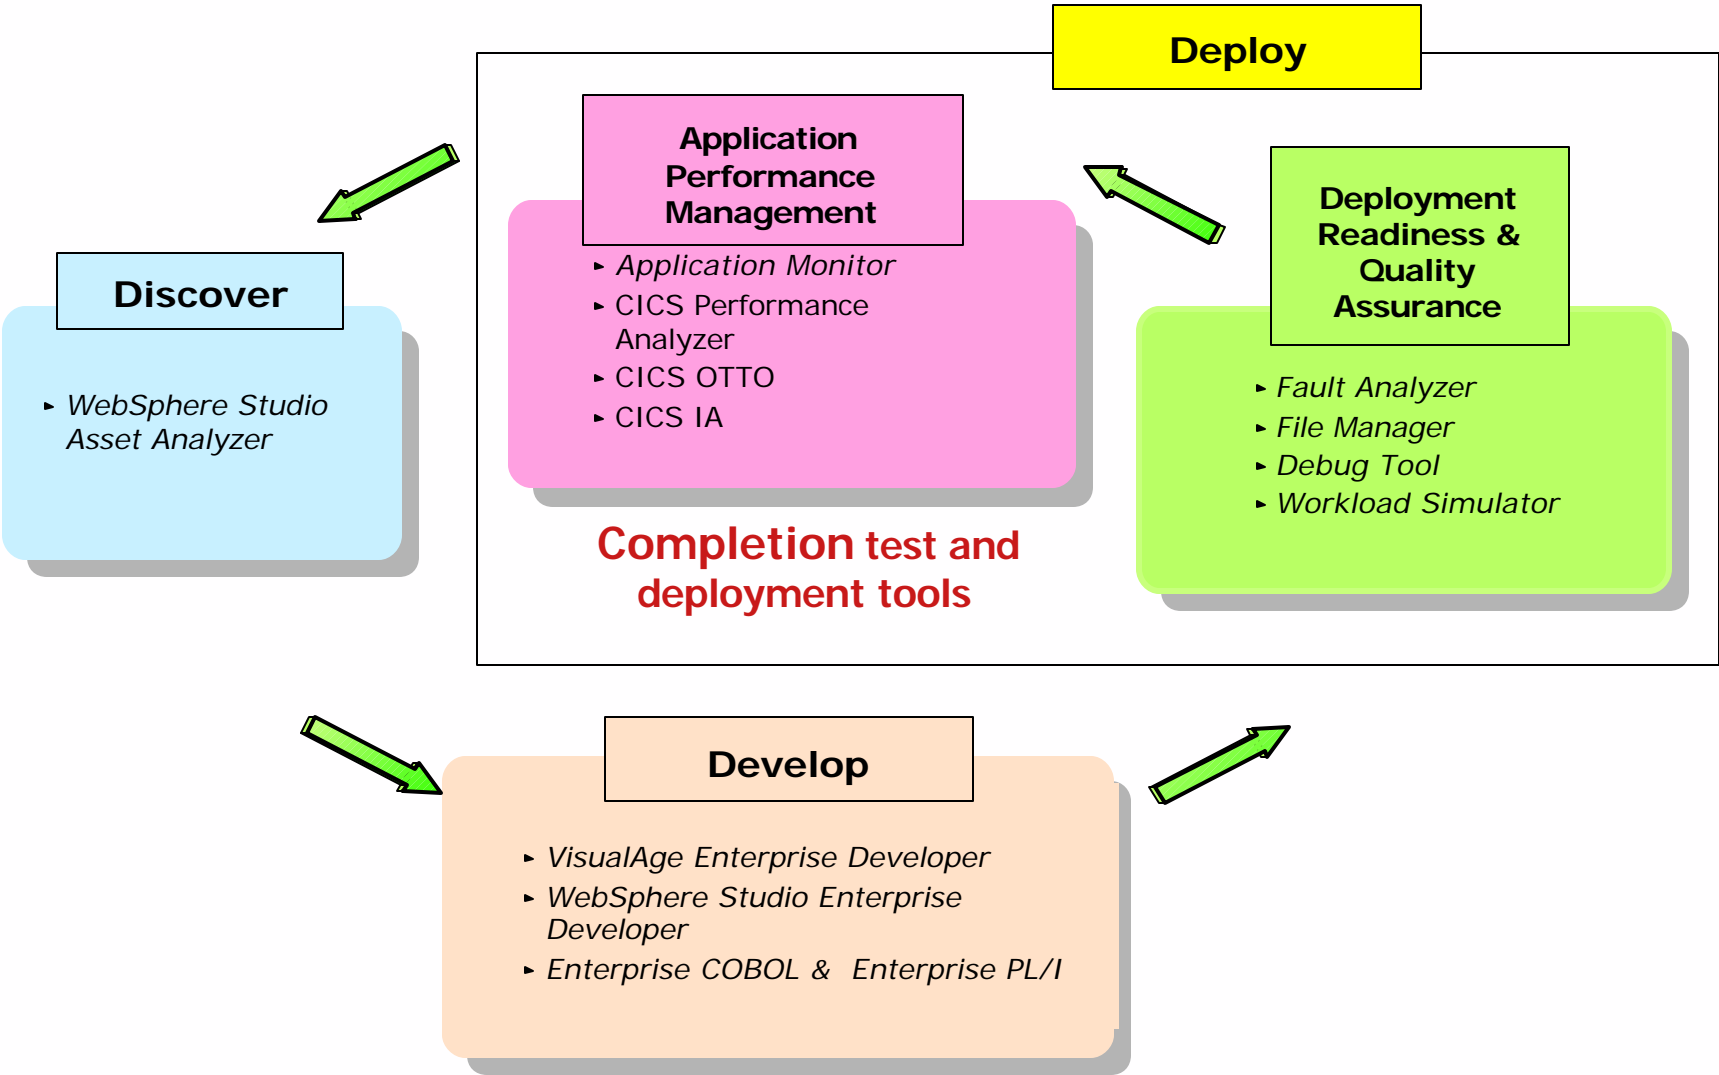 Deploy
Application
Performance
Management
► Application Monitor
► CICS Performance
Analyzer
► CICS OTTO
► CICS IA
Completion test and
deployment tools
Deployment
Readiness &
Quality
Assurance
► Fault Analyzer
► File Manager
► Debug Tool
► Workload Simulator
Discover
► WebSphere Studio
Asset Analyzer
Develop
► VisualAge Enterprise Developer
► WebSphere Studio Enterprise
Developer
► Enterprise COBOL & Enterprise PL/I